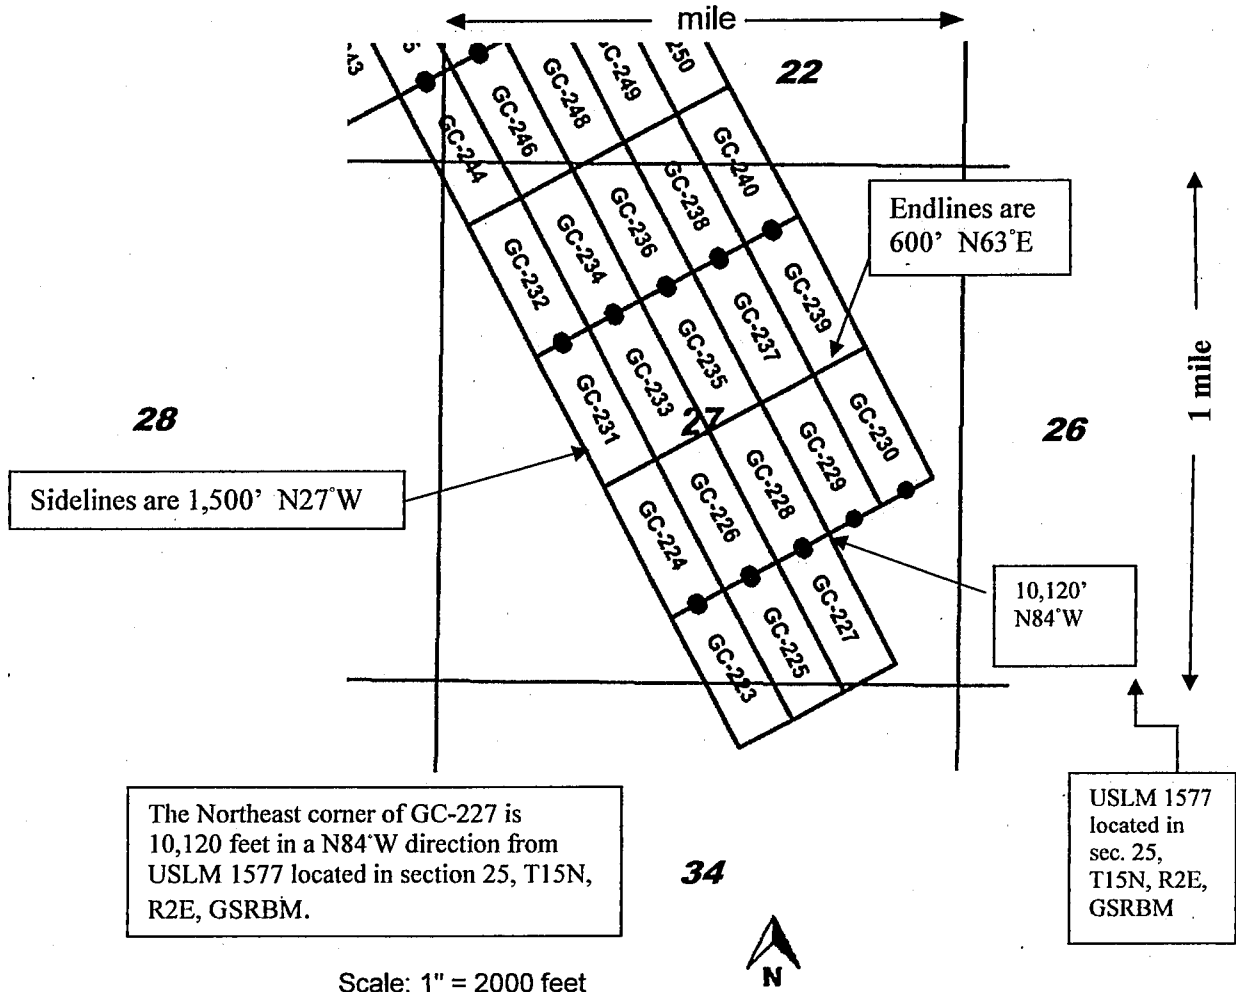 mile
22
250
GC-249
GC-248
GC-246
GC-244
GC-240
GC-238
GC-236
GC-234
GC-232
Endlines are
600' N63°E
GC-239
GC-237
GC-235
GC-233
GC-231
1 mile
28
27
26
GC-230
GC-229
GC-228
GC-226
GC-224
Sidelines are 1,500' N27°W
10,120'
N84°W
GC-227
GC-225
GC-223
The Northeast corner of GC-227 is
10,120 feet in a N84°W direction from
USLM 1577 located in section 25, T15N,
R2E, GSRBM.
34
USLM 1577
located in
sec. 25,
T15N, R2E,
GSRBM
N
Scale: 1" = 2000 feet